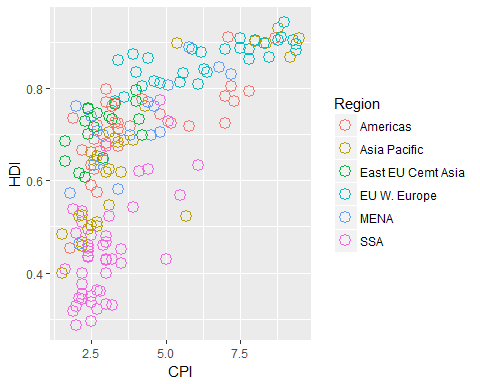 HDI
0.8
0.6
0.4
2.5 5.0 7.5
CPI
Region
Americas
Asia Pacific
East EU Cemt Asia
EU W. Europe
MENA
SSA